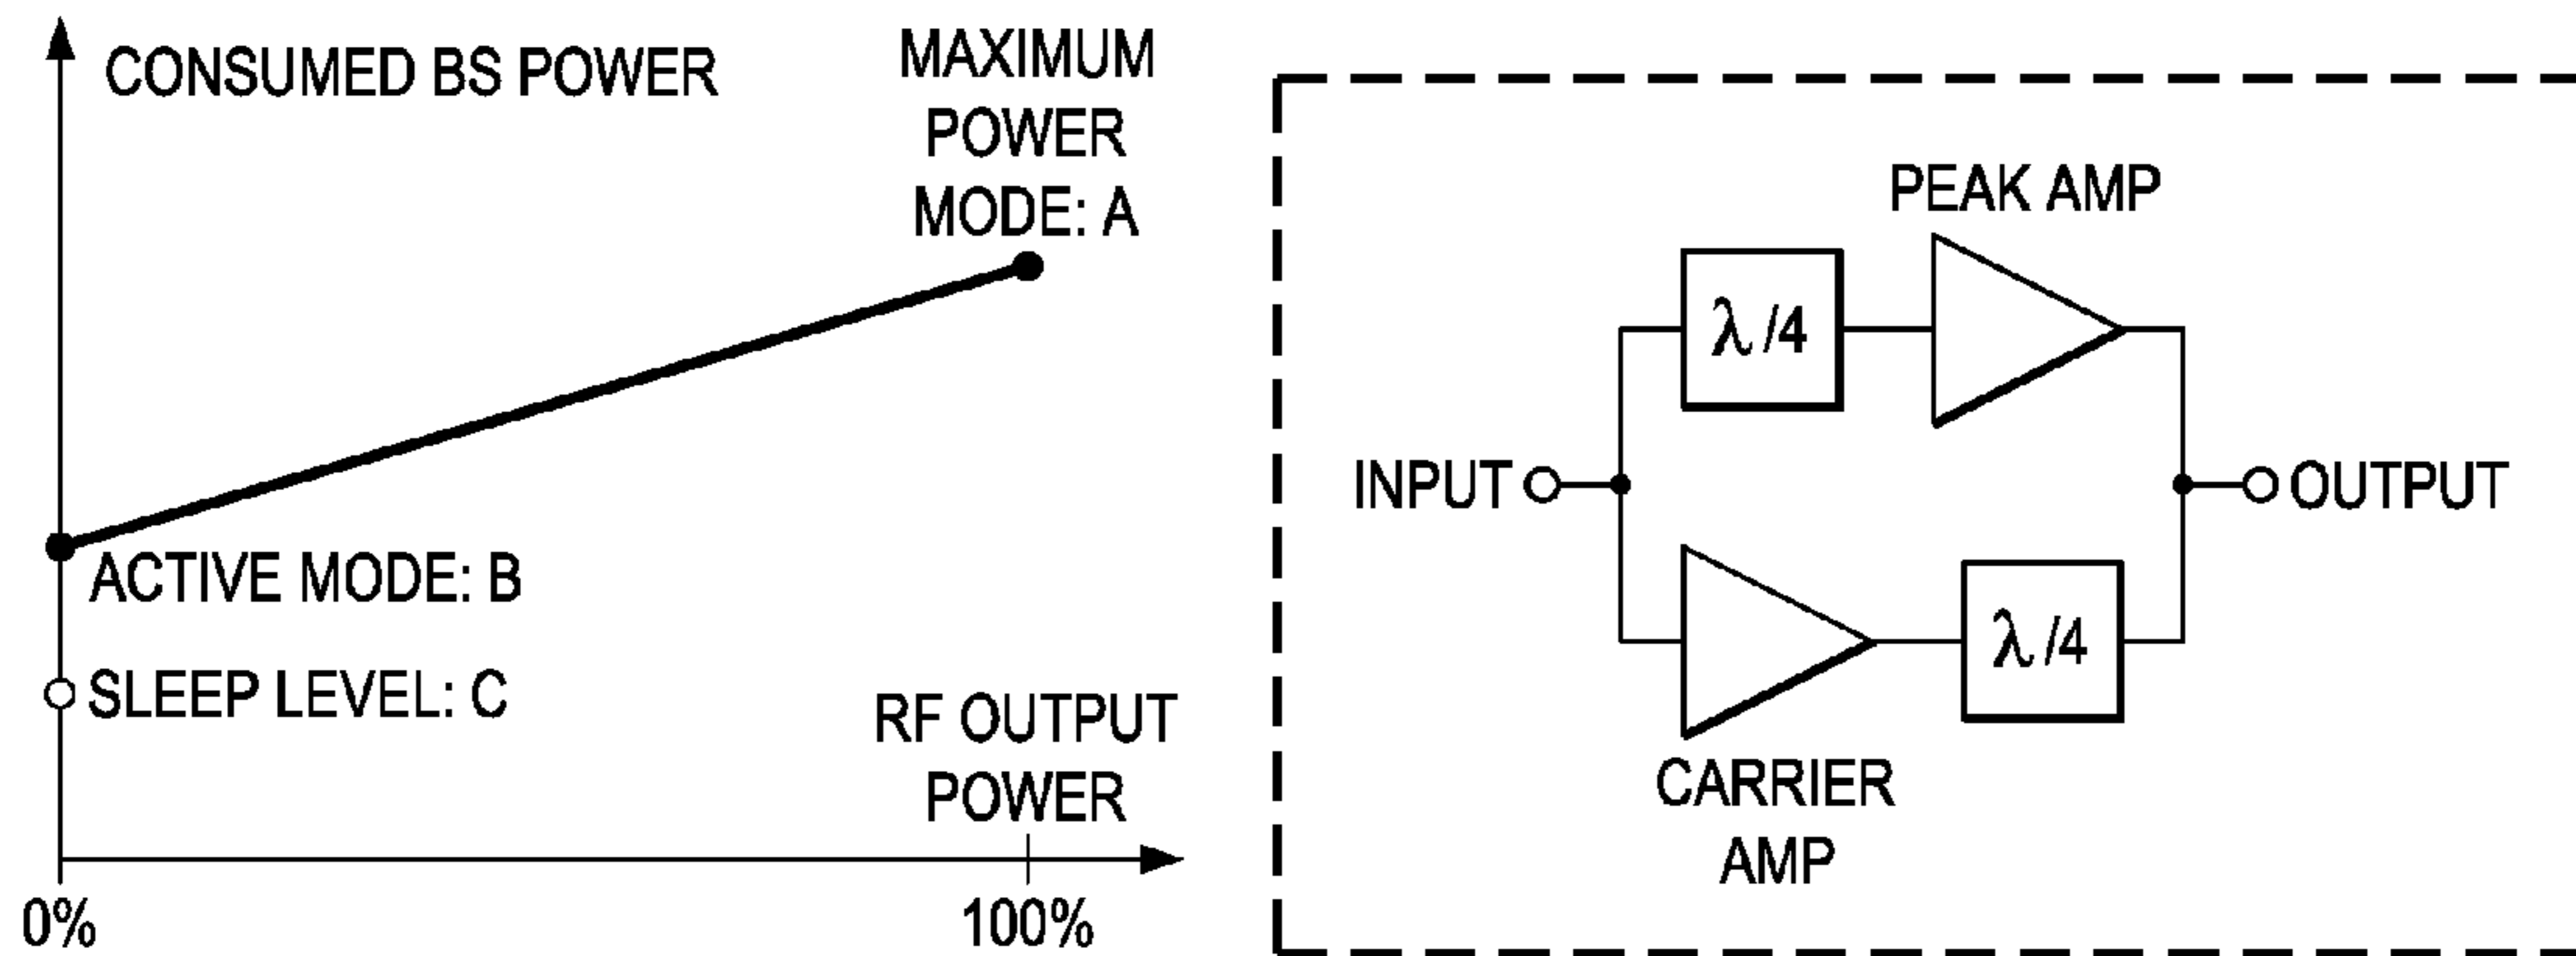 CONSUMED BS POWER
MAXIMUM
POWER
MODE: A
ACTIVE MODE: B
SLEEP LEVEL: C
RF OUTPUT
POWER
0%
100%
PEAK AMP
λ/4
INPUT
OUTPUT
λ/4
CARRIER
AMP